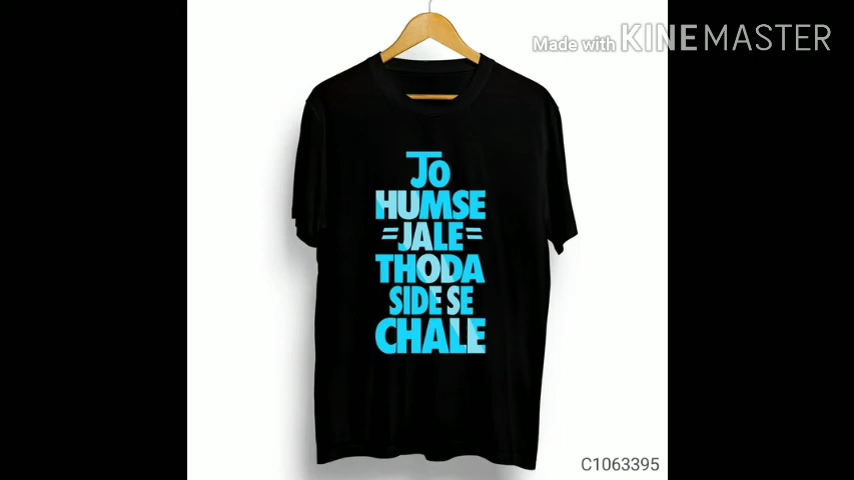 Made with KINEMASTER
JO
HUMSE
=JALE=
THODA
SIDE SE
CHALE
C1063395